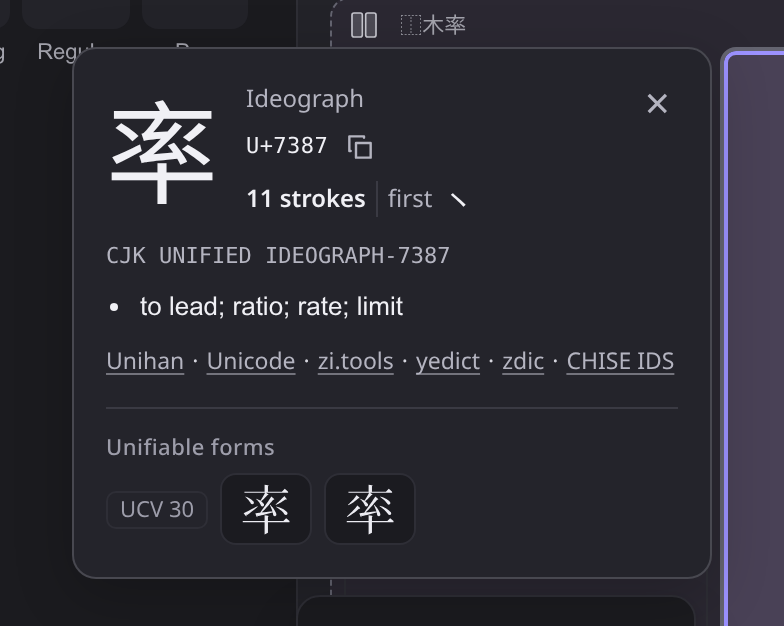 ⿰木率
Regul
率
Ideograph
U+7387
11 strokes first
CJK UNIFIED IDEOGRAPH-7387
• to lead; ratio; rate; limit
Unihan · Unicode · zi.tools · yedict · zdic · CHISE IDS
Unifiable forms
UCV 30 率 率